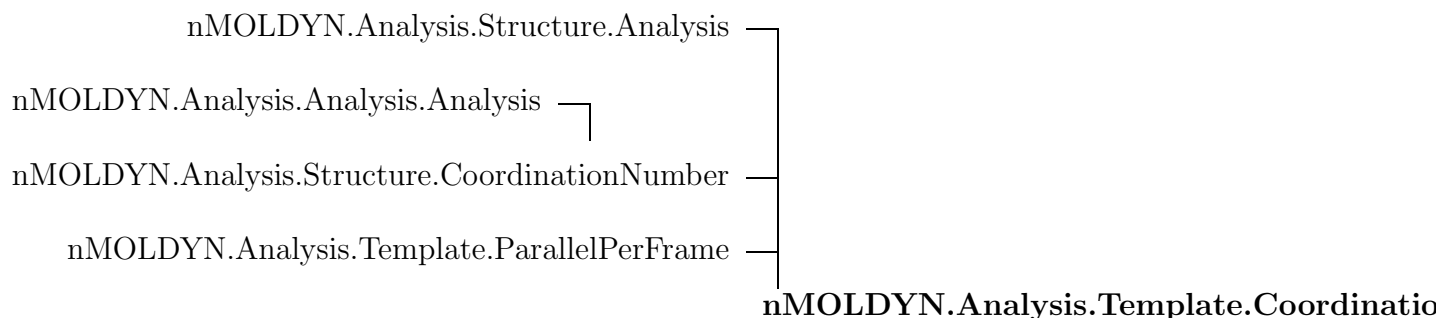 nMOLDYN.Analysis.Structure.Analysis
nMOLDYN.Analysis.Analysis.Analysis
nMOLDYN.Analysis.Structure.CoordinationNumber
nMOLDYN.Analysis.Template.ParallelPerFrame
nMOLDYN.Analysis.Template.Coordinatio